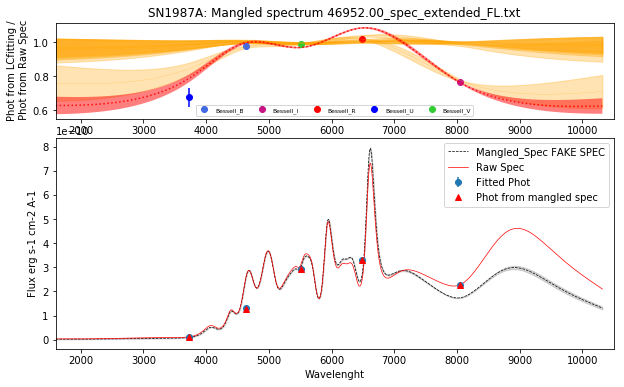 SN1987A: Mangled spectrum 46952.00_spec_extended_FL.txt
Phot from LCfitting /
Phot from Raw Spec
1.0
0.8
0.6
Bessell_B
Bessell_I
Bessell_R
Bessell_U
Bessell_V
2000 3000 4000 5000 6000 7000 8000 9000 10000
1e−10
Flux erg s-1 cm-2 A-1
8
7
6
5
4
3
2
1
0
Mangled_Spec FAKE SPEC
Raw Spec
Fitted Phot
Phot from mangled spec
2000 3000 4000 5000 6000 7000 8000 9000 10000
Wavelenght